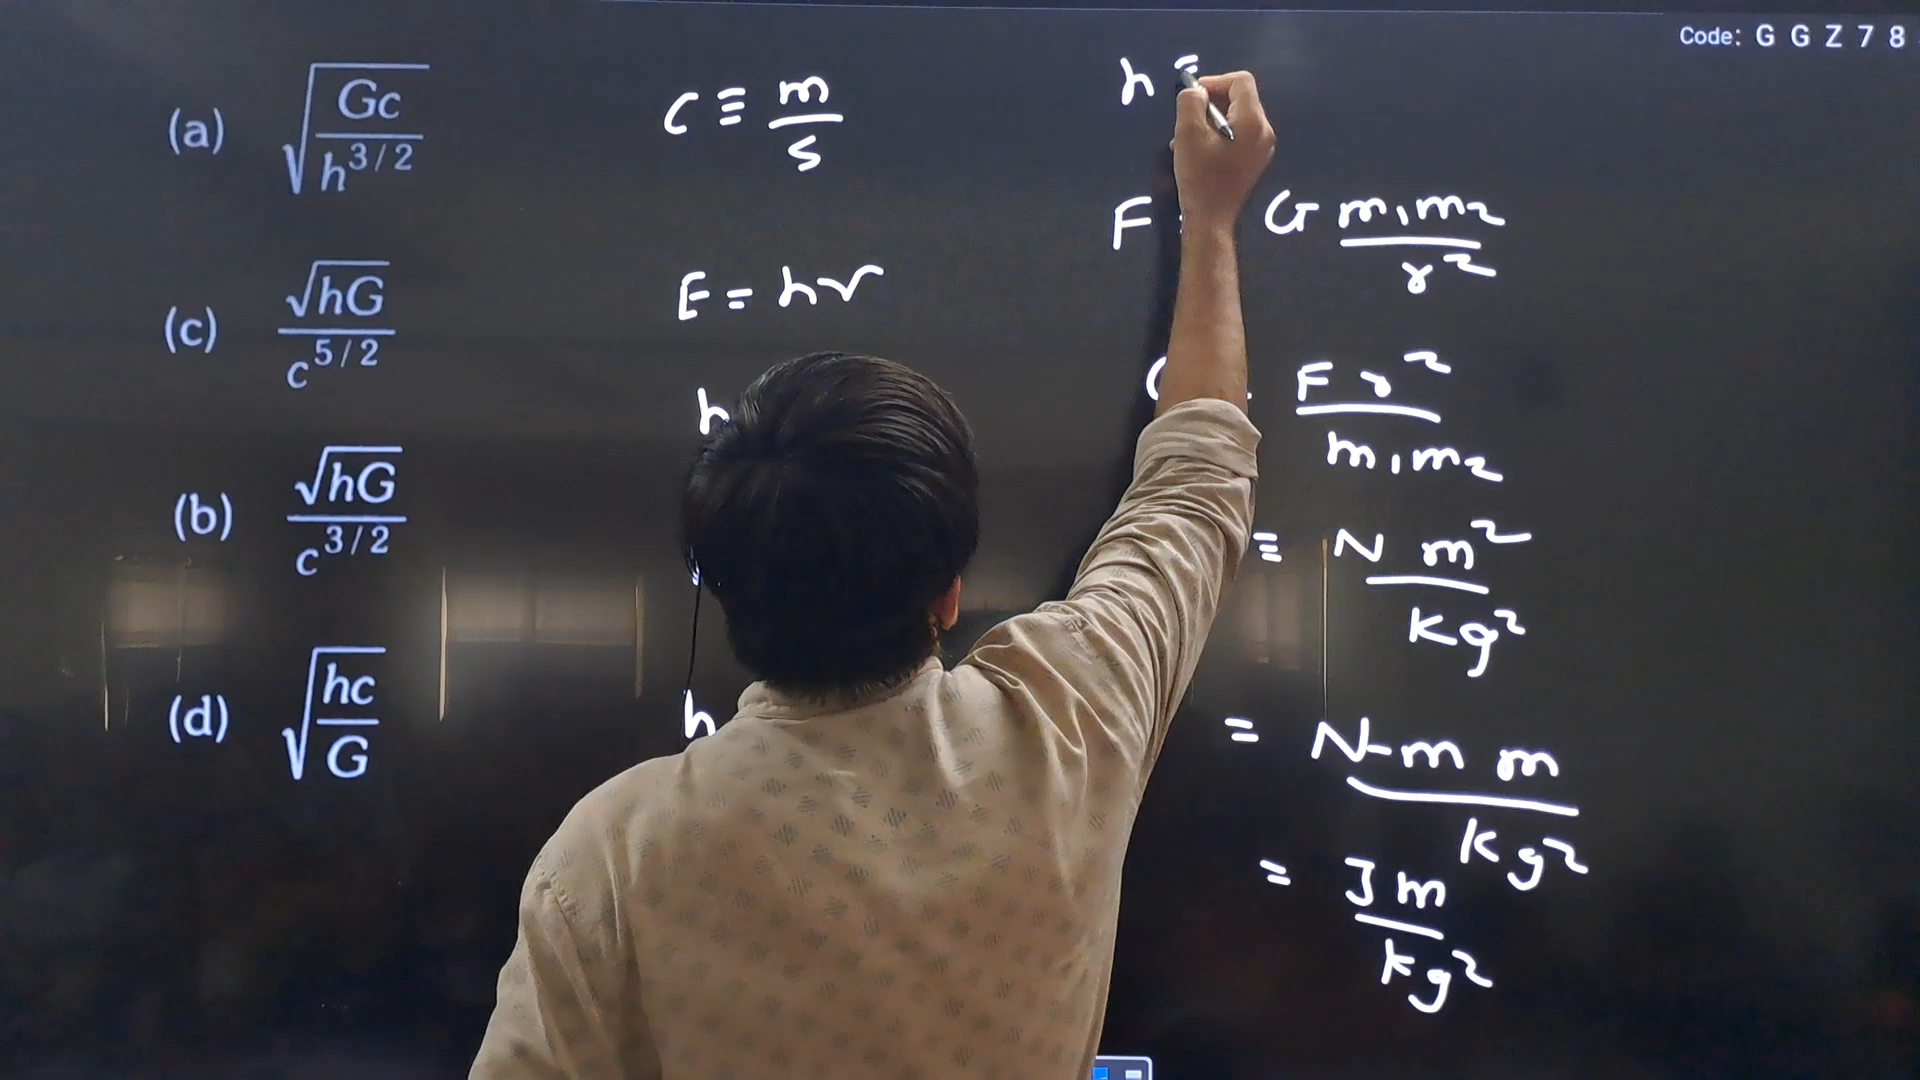 Code: G G Z 7 8
(a) √(Gc / h^3/2)
(c) √hG / c^5/2
(b) √hG / c^3/2
(d) √(hc / G)
C ≡ m / s
E = hν
h
h
h ≡
F G m₁m₂ / r²
F r² / m₁m₂
≡ N m² / kg²
= N-m m / kg²
= J m / kg²